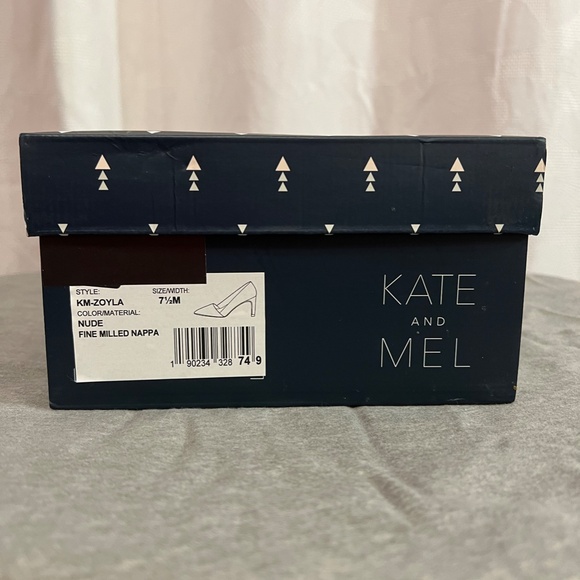 STYLE: SIZE/WIDTH:
KM-ZOYLA 7½M
COLOR/MATERIAL:
NUDE
FINE MILLED NAPPA
1 90234 328 74 9
KATE
AND
MEL